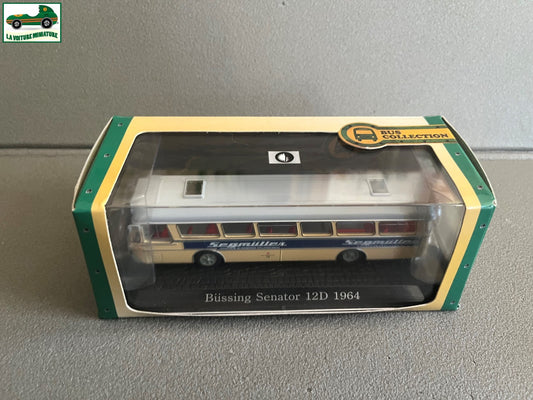 LA VOITURE MINIATURE
BUS
COLLECTION
Segmüller Segmüller
Büssing Senator 12D 1964